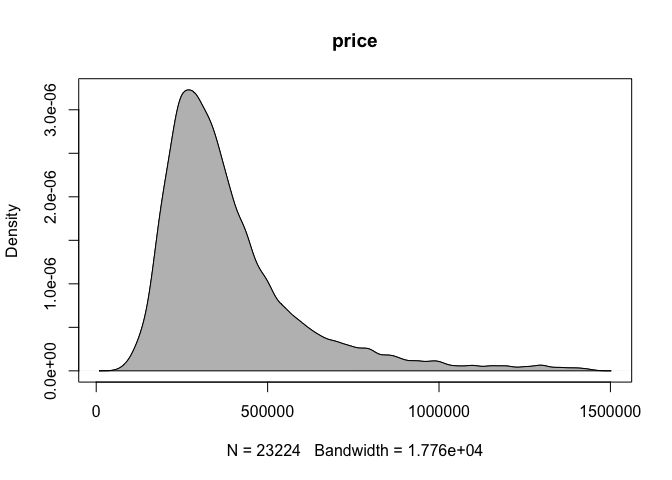 price
Density
3.0e-06
2.0e-06
1.0e-06
0.0e+00
0 500000 1000000 1500000
N = 23224 Bandwidth = 1.776e+04